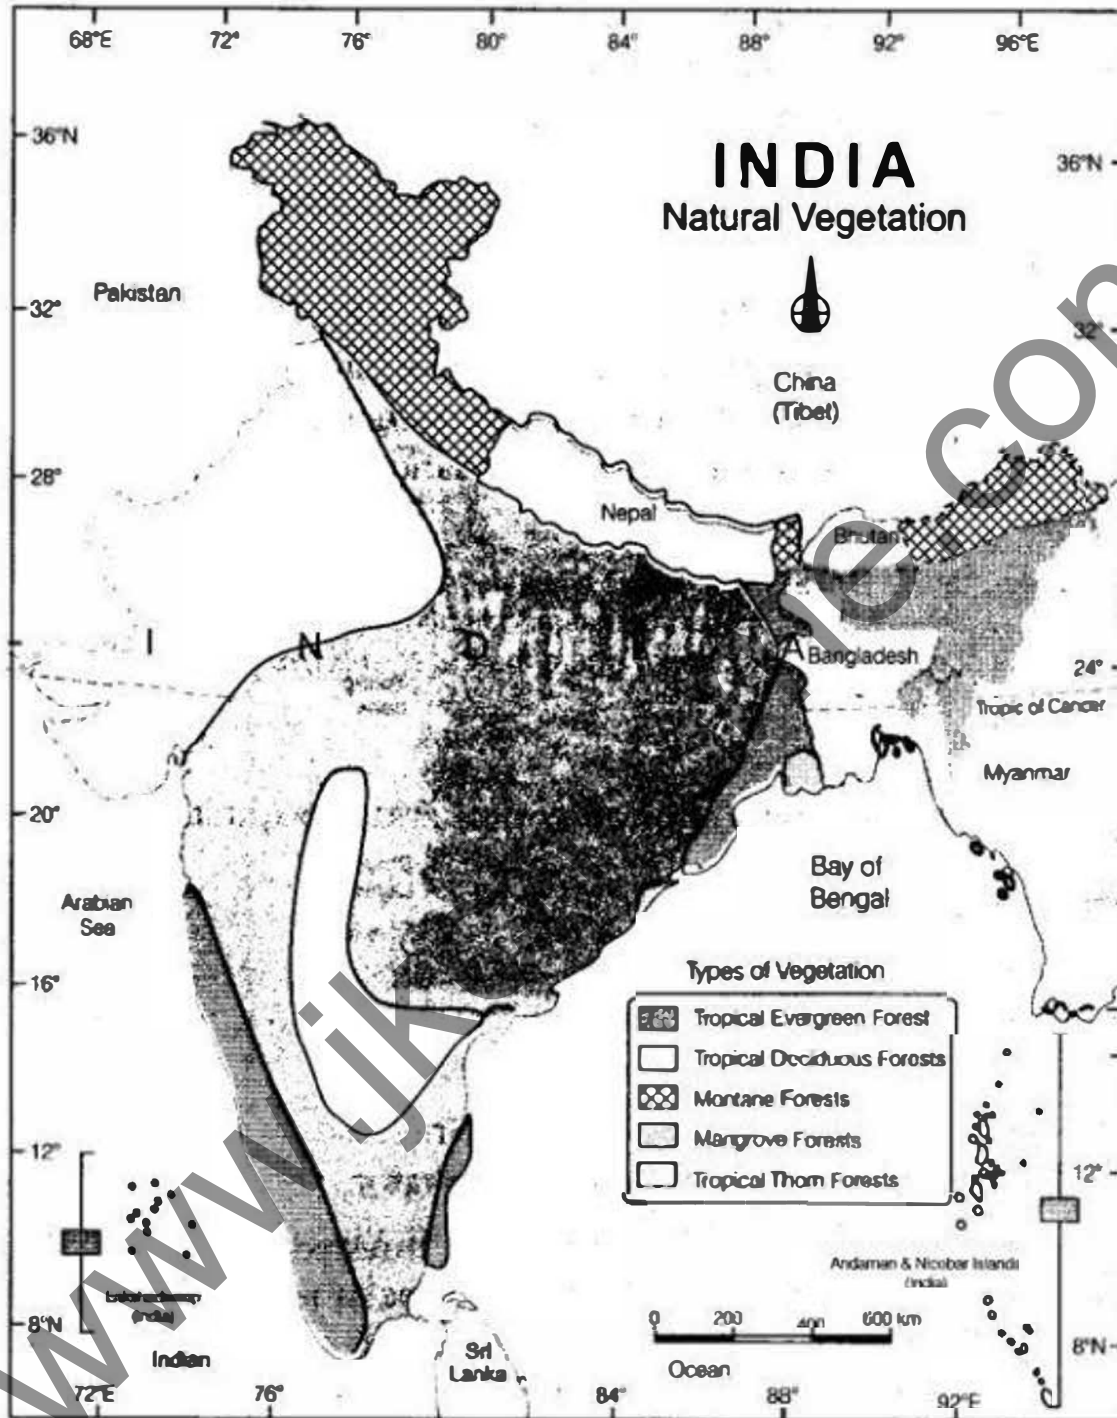 68°E 72° 76° 80° 84° 88° 92° 96°E
36°N
36°N
INDIA
Natural Vegetation
Pakistan
32°
32°
China
(Tibet)
28°
Nepal
Bhutan
I N D I A
Bangladesh
24°
Tropic of Cancer
Myanmar
20°
Bay of
Bengal
Arabian
Sea
16°
Types of Vegetation
Tropical Evergreen Forest
Tropical Deciduous Forests
Montane Forests
Mangrove Forests
Tropical Thorn Forests
12°
12°
Andaman & Nicobar Islands
(India)
Lakshadweep
(India)
0 200 400 600 km
8°N
8°N
Indian
Sri
Lanka
Ocean
72°E 76° 84° 88° 92°E